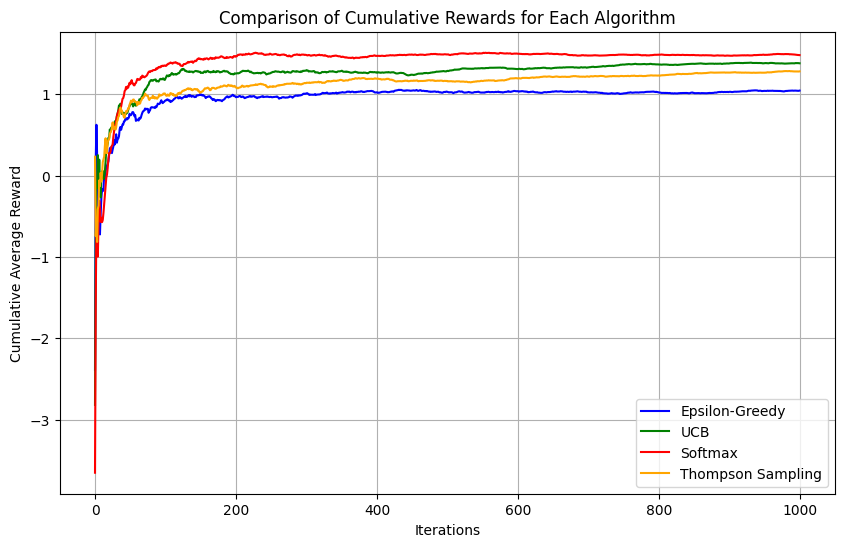 Comparison of Cumulative Rewards for Each Algorithm
Cumulative Average Reward
1
0
−1
−2
−3
0
200
400
600
800
1000
Iterations
Epsilon-Greedy
UCB
Softmax
Thompson Sampling